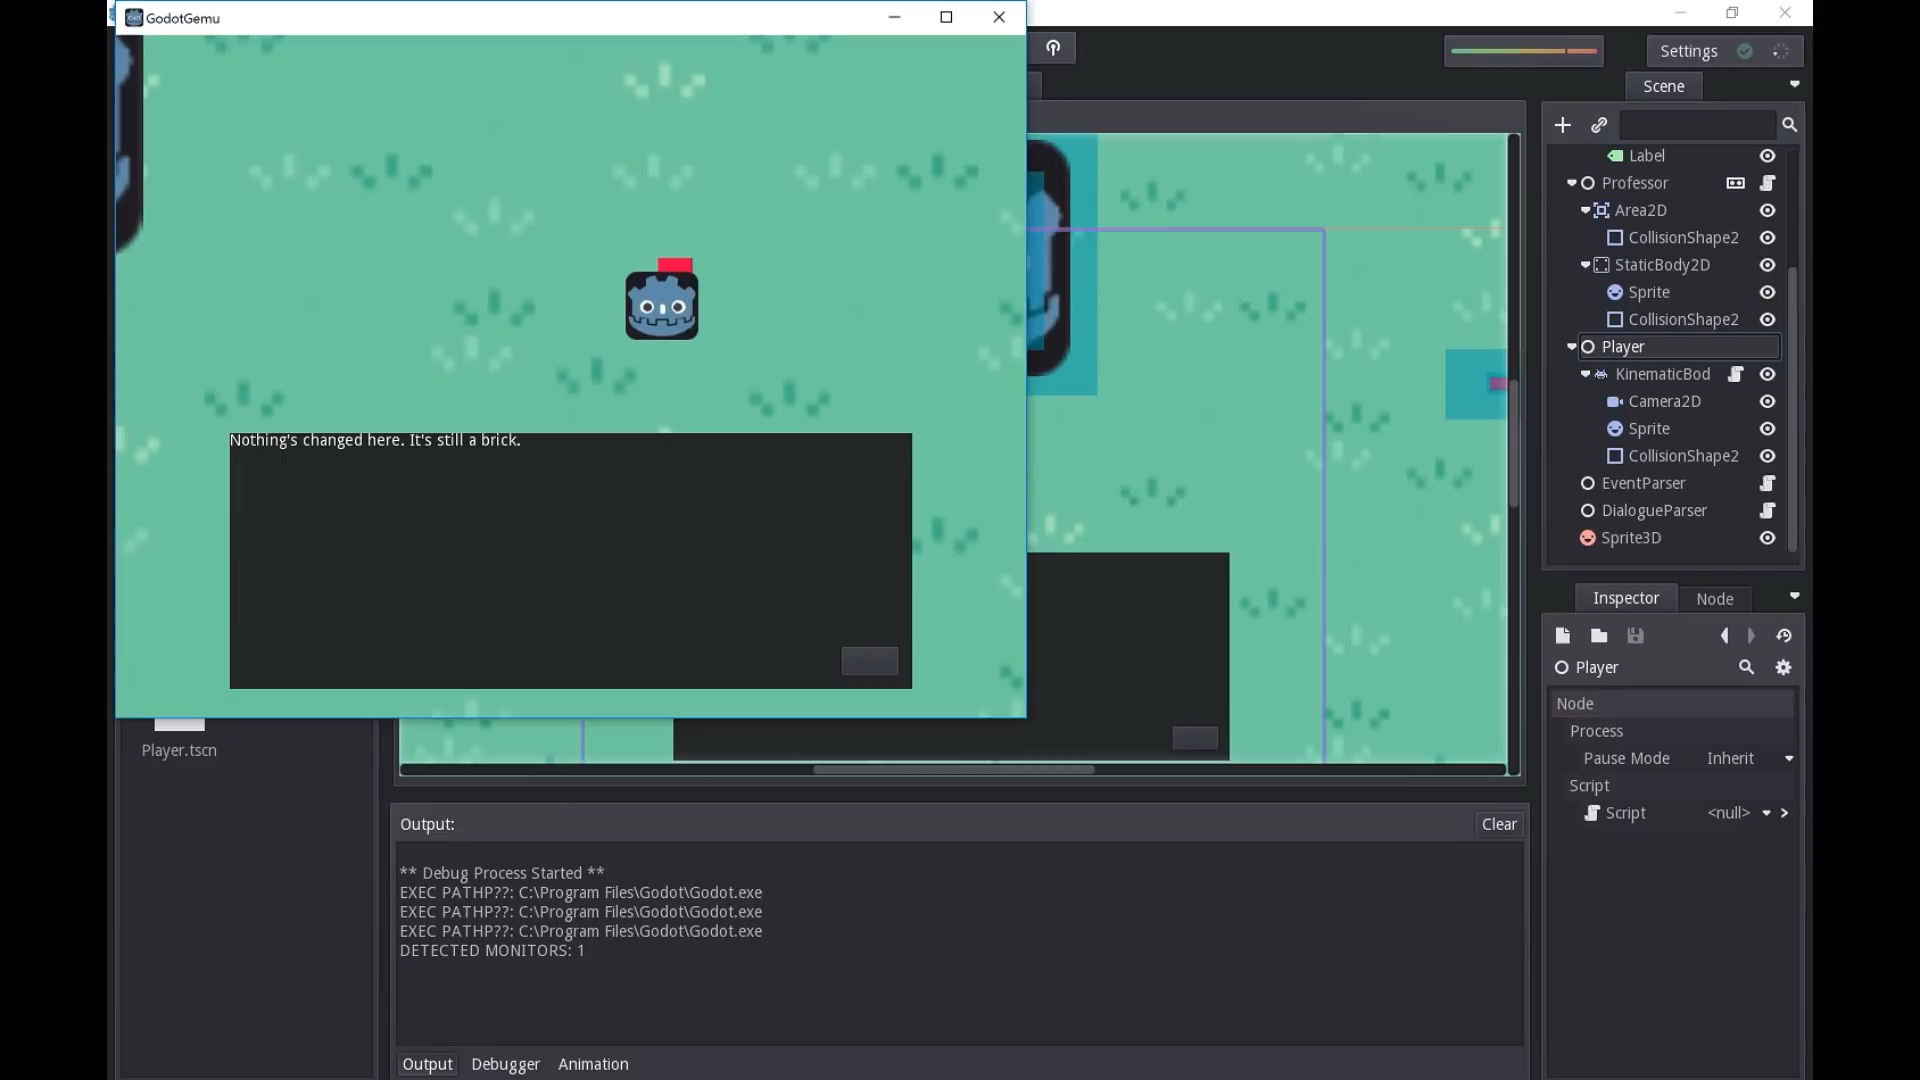 GodotGemu
Settings
Scene
Label
Professor
Area2D
CollisionShape2
StaticBody2D
Sprite
CollisionShape2
Player
KinematicBod
Camera2D
Sprite
CollisionShape2
EventParser
DialogueParser
Sprite3D
Nothing's changed here. It's still a brick.
Inspector Node
Player
Node
Process
Pause Mode Inherit
Script
Script <null>
Player.tscn
Output: Clear
** Debug Process Started **
EXEC PATHP??: C:\Program Files\Godot\Godot.exe
EXEC PATHP??: C:\Program Files\Godot\Godot.exe
EXEC PATHP??: C:\Program Files\Godot\Godot.exe
DETECTED MONITORS: 1
Output Debugger Animation